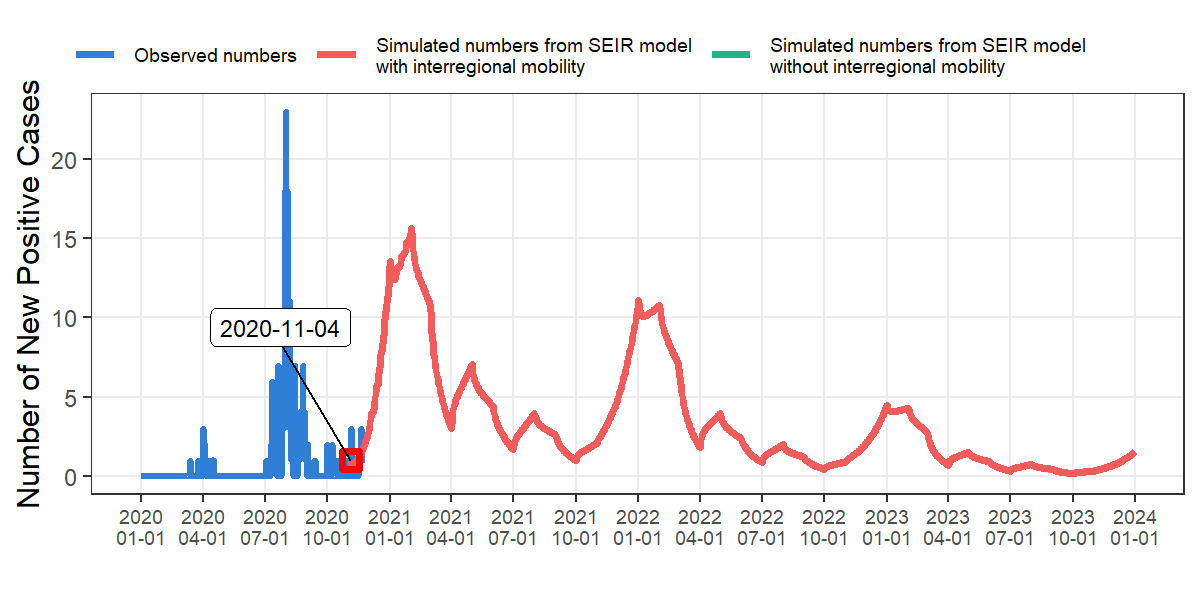 Observed numbers
Simulated numbers from SEIR model
with interregional mobility
Simulated numbers from SEIR model
without interregional mobility
Number of New Positive Cases
20
15
10
5
0
2020-11-04
2020 2020 2020 2020 2021 2021 2021 2021 2022 2022 2022 2022 2023 2023 2023 2023 2024
01-01 04-01 07-01 10-01 01-01 04-01 07-01 10-01 01-01 04-01 07-01 10-01 01-01 04-01 07-01 10-01 01-01